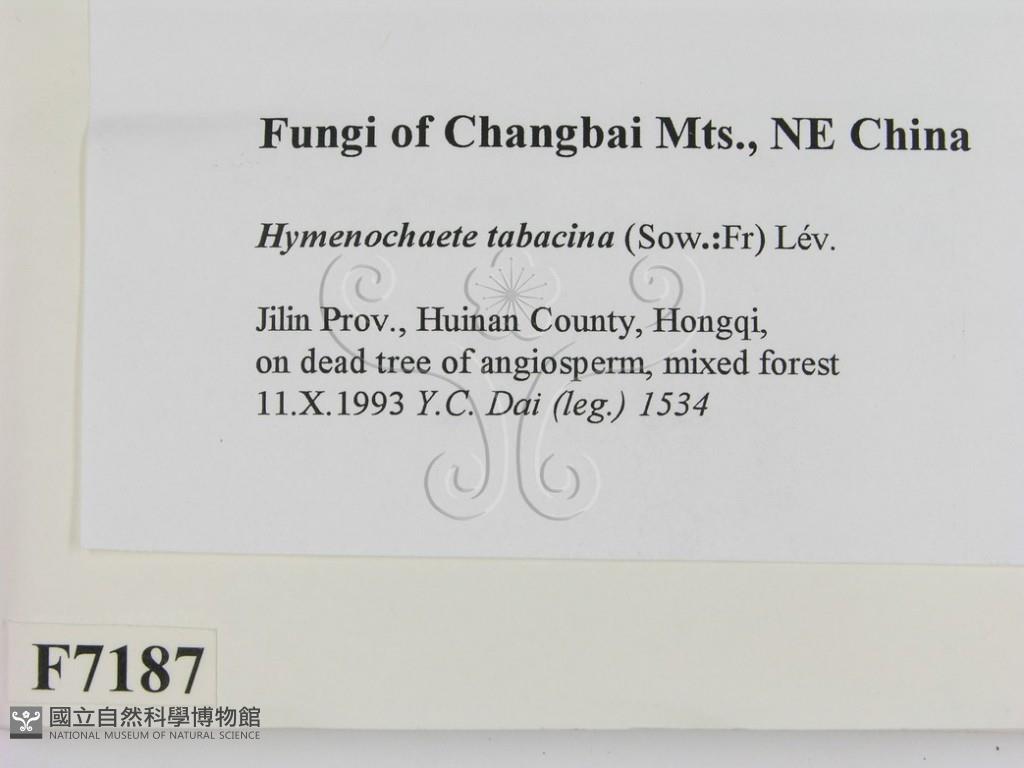 Fungi of Changbai Mts., NE China
Hymenochaete tabacina (Sow.:Fr) Lév.
Jilin Prov., Huinan County, Hongqi,
on dead tree of angiosperm, mixed forest
11.X.1993 Y.C. Dai (leg.) 1534
F7187
國立自然科學博物館
NATIONAL MUSEUM OF NATURAL SCIENCE